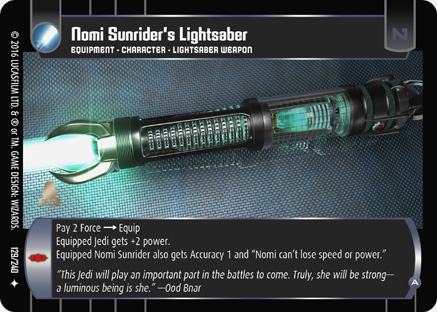 Nomi Sunrider's Lightsaber
EQUIPMENT - CHARACTER - LIGHTSABER WEAPON
N
© 2016 LUCASFILM LTD. & ® or TM. GAME DESIGN: WIZARDS.
129/240
Pay 2 Force → Equip
Equipped Jedi gets +2 power.
Equipped Nomi Sunrider also gets Accuracy 1 and “Nomi can't lose speed or power.”
“This Jedi will play an important part in the battles to come. Truly, she will be strong—
a luminous being is she.” —Ood Bnar
A